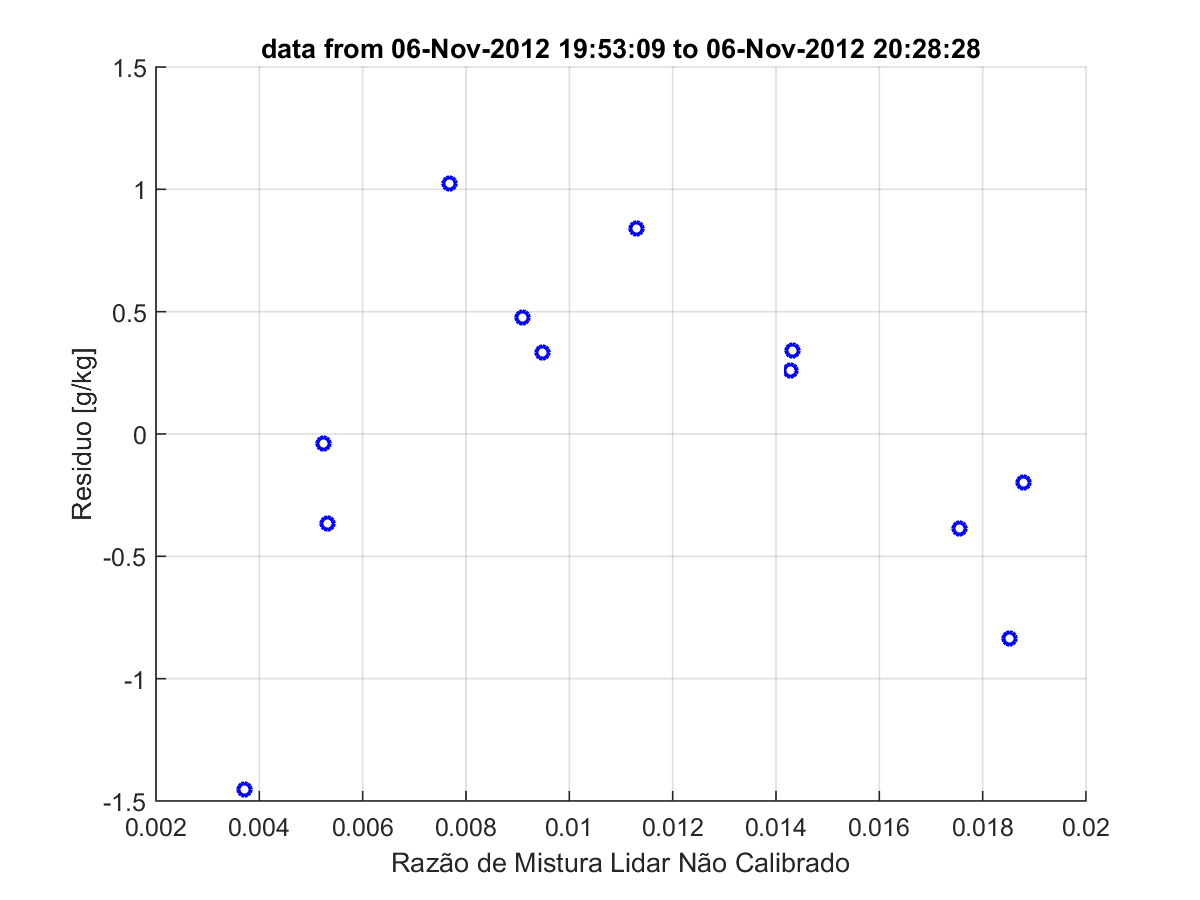 data from 06-Nov-2012 19:53:09 to 06-Nov-2012 20:28:28
1.5
1
0.5
0
-0.5
-1
-1.5
Residuo [g/kg]
0.002 0.004 0.006 0.008 0.01 0.012 0.014 0.016 0.018 0.02
Razão de Mistura Lidar Não Calibrado